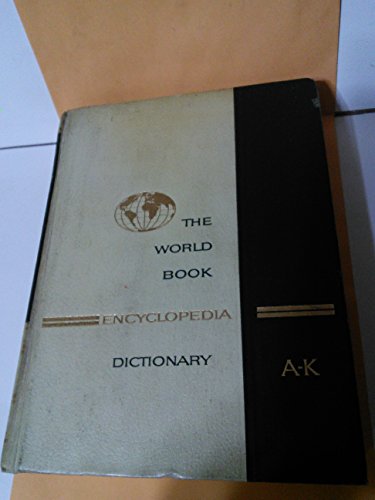 THE
WORLD
BOOK
ENCYCLOPEDIA
DICTIONARY
A-K